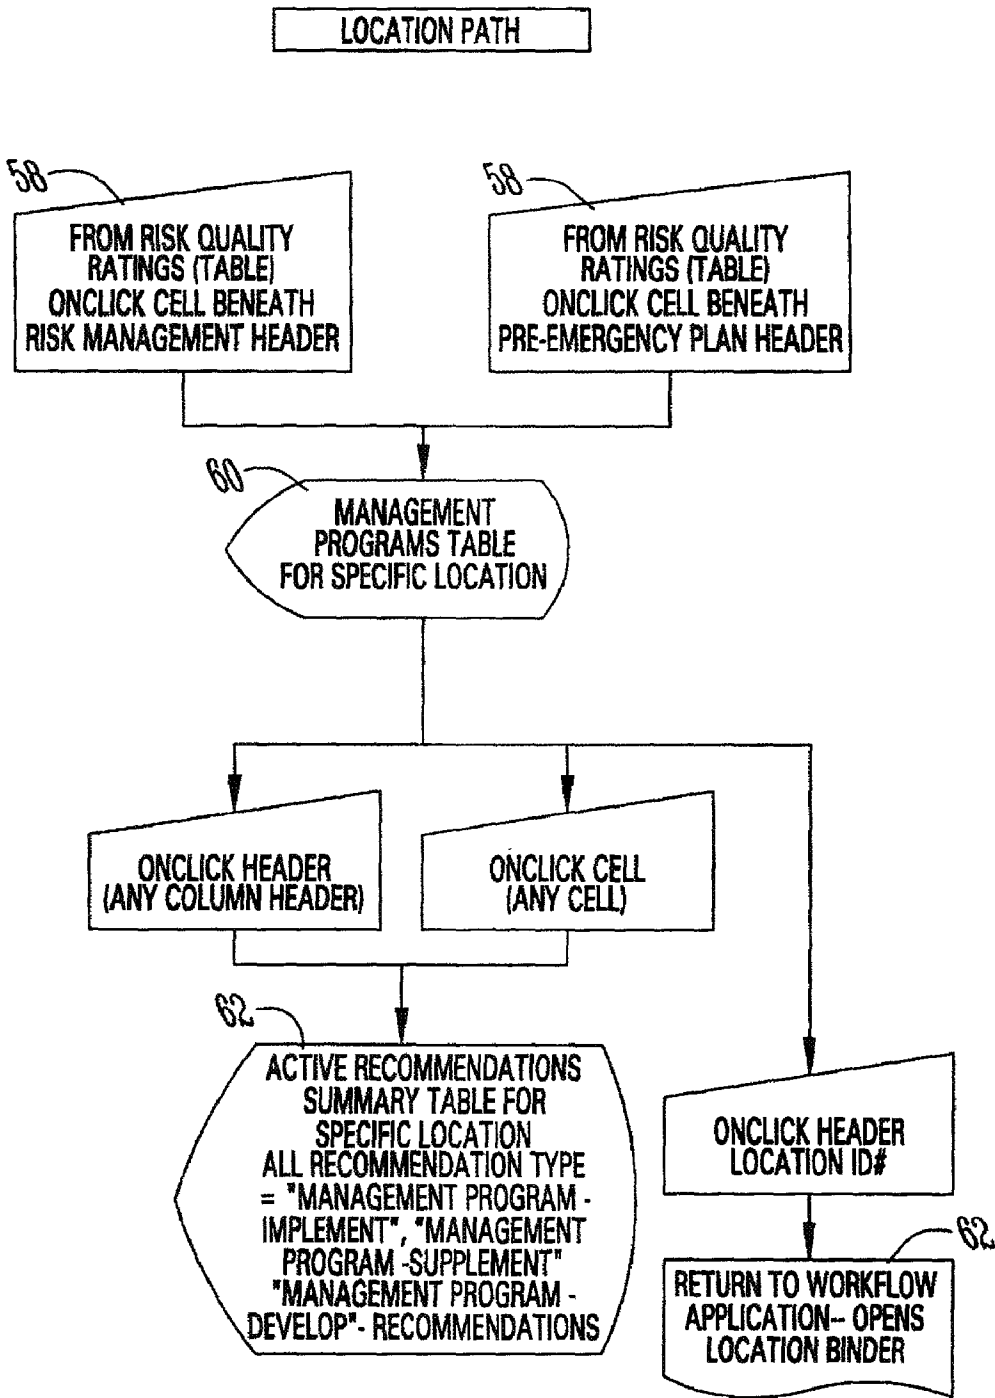 LOCATION PATH
58
FROM RISK QUALITY
RATINGS (TABLE)
ONCLICK CELL BENEATH
RISK MANAGEMENT HEADER
58
FROM RISK QUALITY
RATINGS (TABLE)
ONCLICK CELL BENEATH
PRE-EMERGENCY PLAN HEADER
60
MANAGEMENT
PROGRAMS TABLE
FOR SPECIFIC LOCATION
ONCLICK HEADER
(ANY COLUMN HEADER)
ONCLICK CELL
(ANY CELL)
62
ACTIVE RECOMMENDATIONS
SUMMARY TABLE FOR
SPECIFIC LOCATION
ALL RECOMMENDATION TYPE
= "MANAGEMENT PROGRAM -
IMPLEMENT", "MANAGEMENT
PROGRAM -SUPPLEMENT"
"MANAGEMENT PROGRAM -
DEVELOP"- RECOMMENDATIONS
ONCLICK HEADER
LOCATION ID#
62
RETURN TO WORKFLOW
APPLICATION-- OPENS
LOCATION BINDER